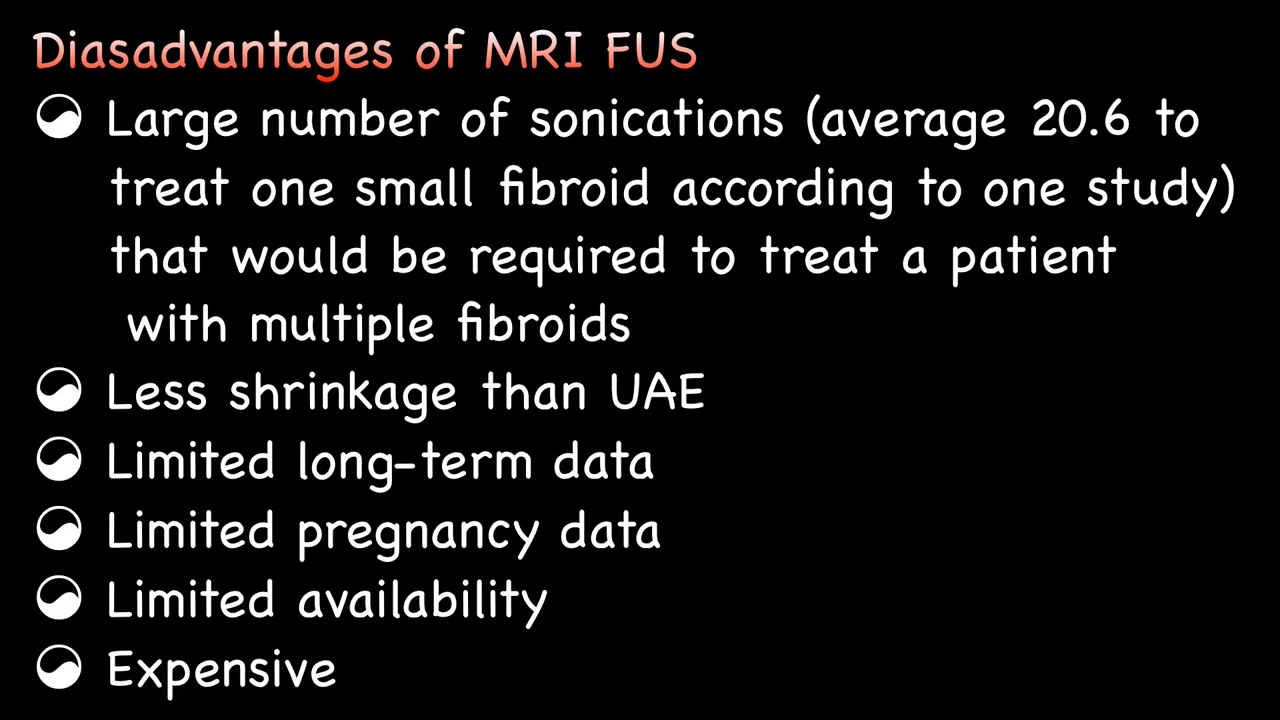 Diasadvantages of MRI FUS
Large number of sonications (average 20.6 to
treat one small fibroid according to one study)
that would be required to treat a patient
with multiple fibroids
Less shrinkage than UAE
Limited long-term data
Limited pregnancy data
Limited availability
Expensive